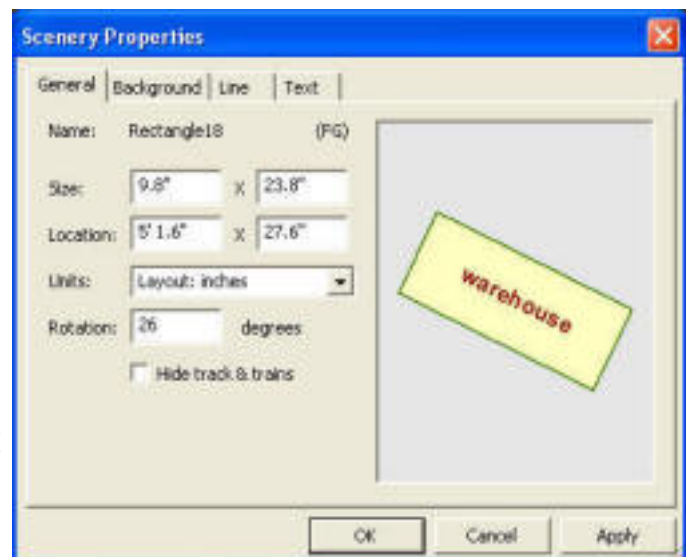 Scenery Properties
General Background Line Text
Name: Rectangle18 (FG)
Size: 9.8" X 23.8"
Location: 5' 1.6" X 27.6"
Units: Layout: inches
Rotation: 26 degrees
Hide track & trains
warehouse
OK Cancel Apply